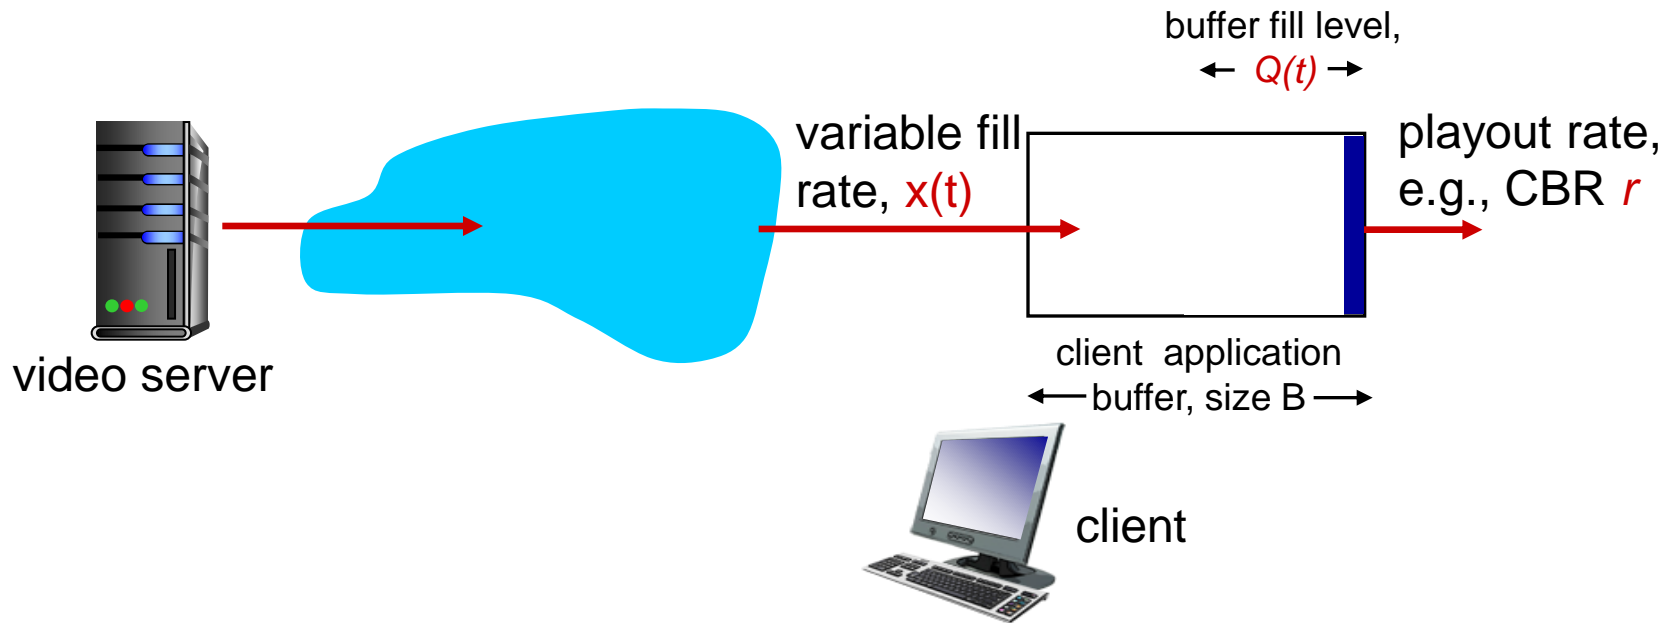 buffer fill level,
Q(t)
variable fill
rate, x(t)
playout rate,
e.g., CBR r
video server
client application
buffer, size B
client